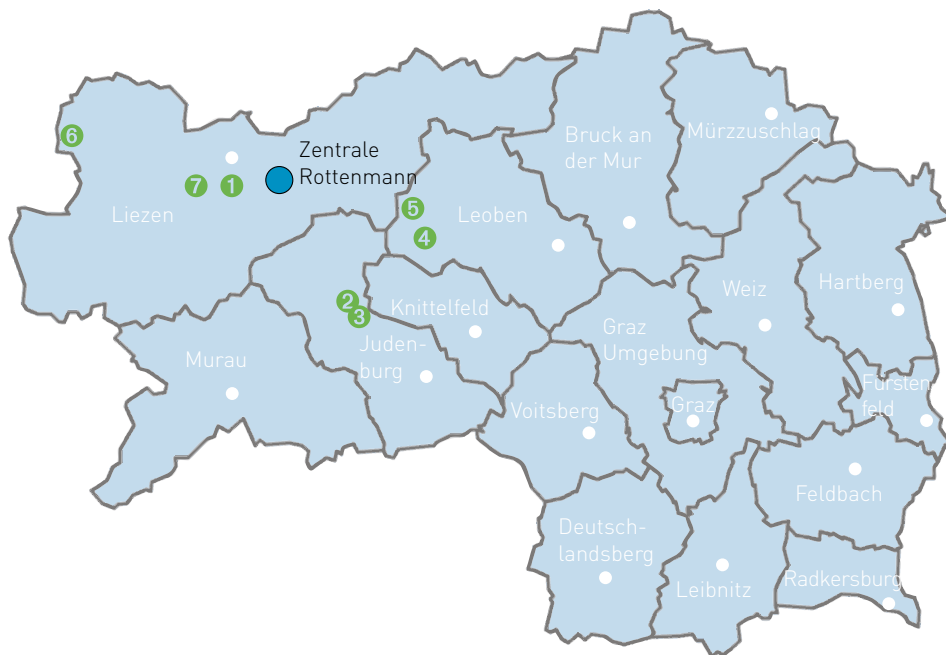 Bruck an
der Mur
Mürzzuschlag
6
Zentrale
Rottenmann
7
1
Liezen
5
Leoben
4
Weiz
Hartberg
2
3
Knittelfeld
Juden-
burg
Graz
Umgebung
Murau
Fürsten
feld
Voitsberg
Graz
Feldbach
Deutsch-
landsberg
Leibnitz
Radkersburg